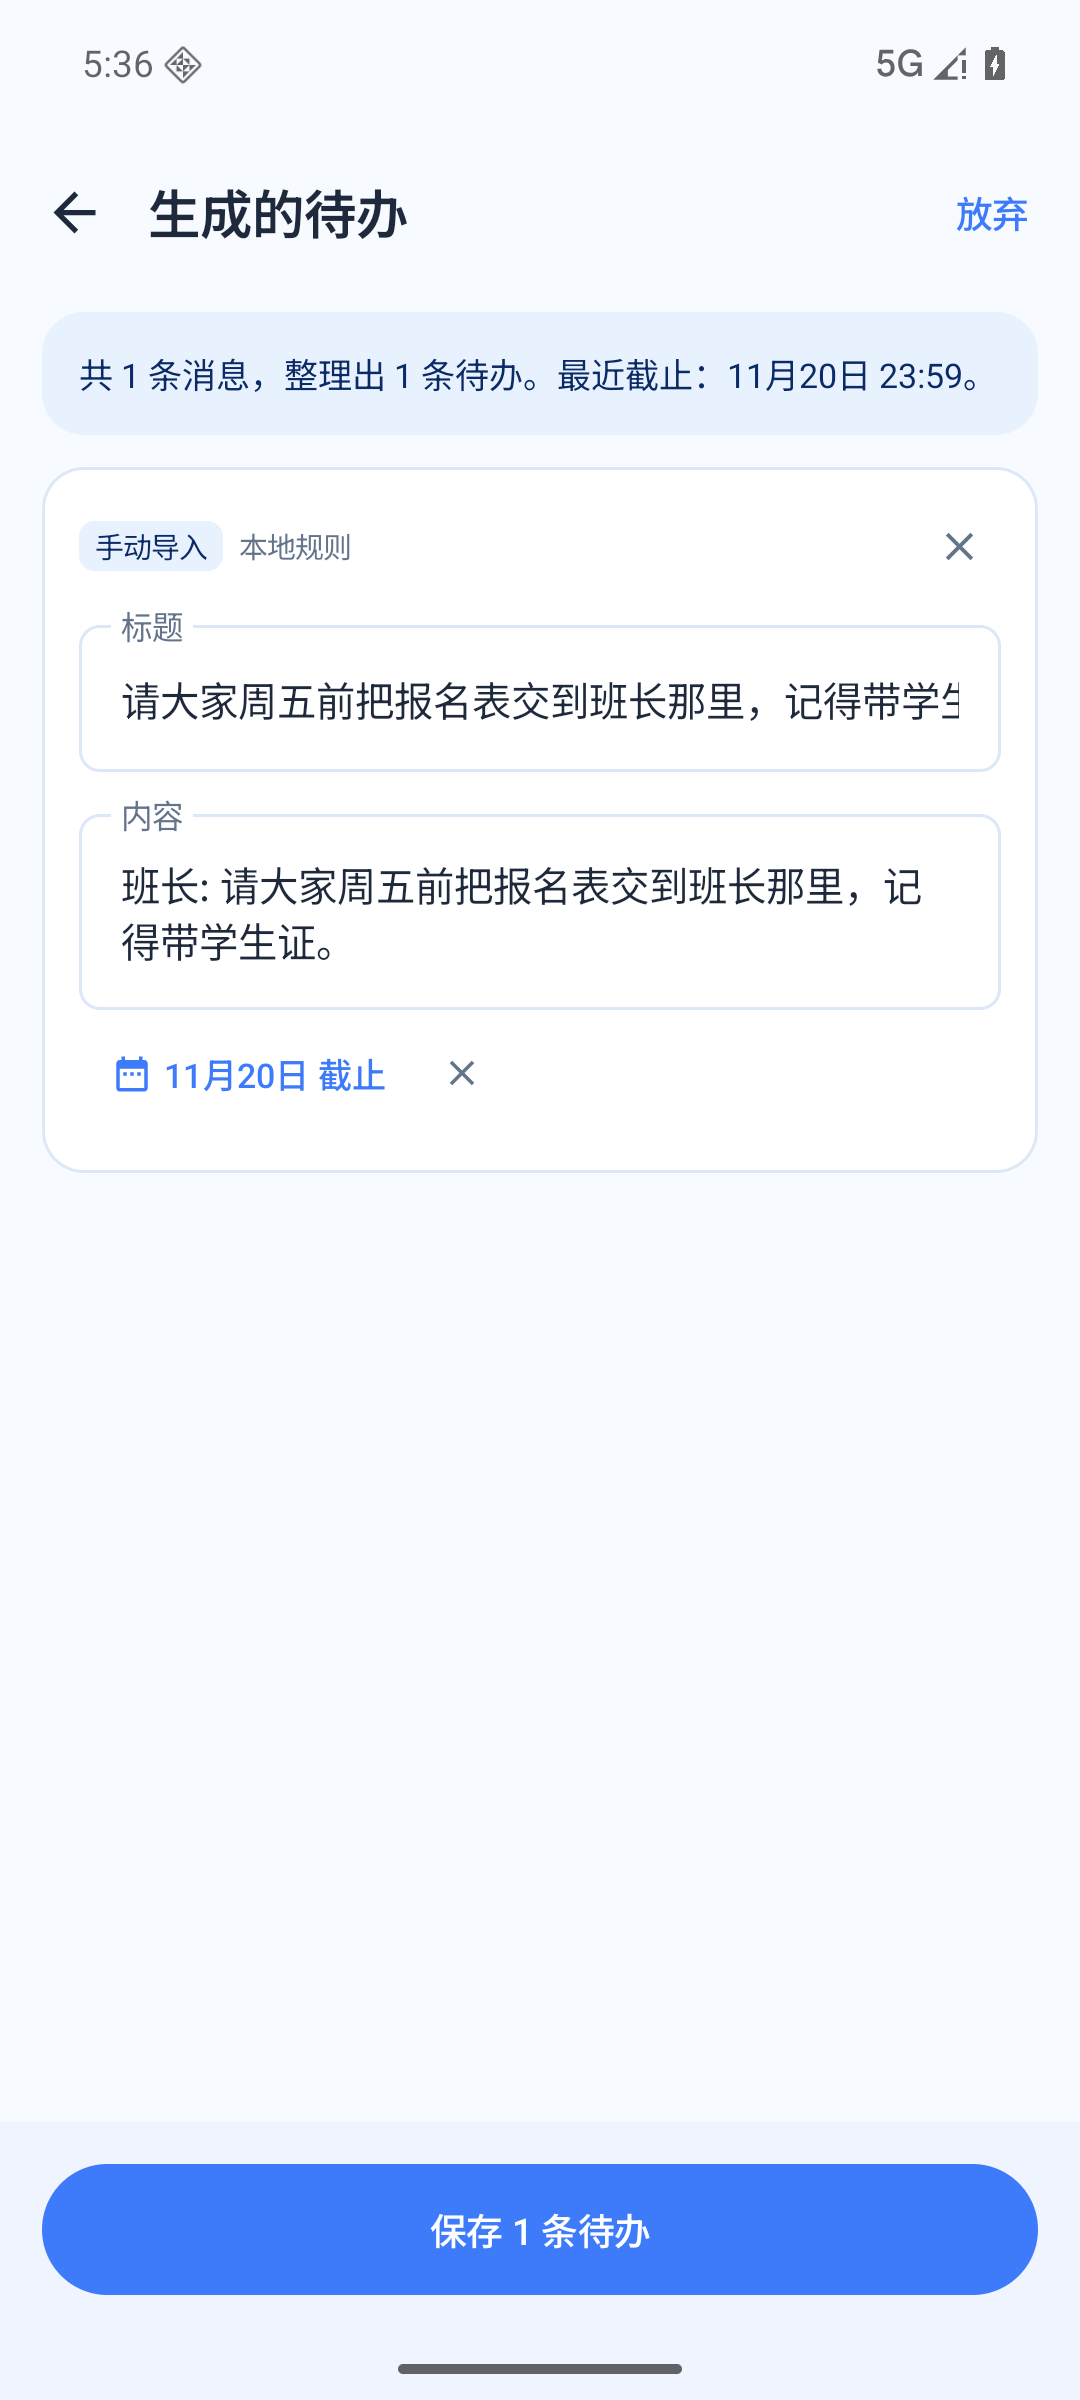 5:36
5G
生成的待办
放弃
共 1 条消息，整理出 1 条待办。最近截止：11月20日 23:59。
手动导入 本地规则
标题
请大家周五前把报名表交到班长那里，记得带学生
内容
班长: 请大家周五前把报名表交到班长那里，记
得带学生证。
11月20日 截止
保存 1 条待办